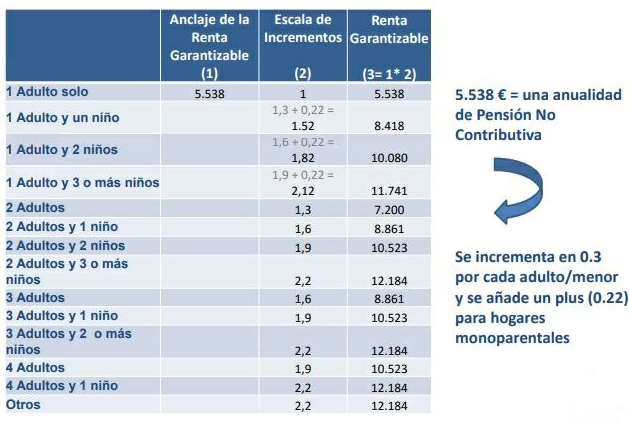 Anclaje de la Renta Garantizable (1) Escala de Incrementos (2) Renta Garantizable (3= 1* 2)
1 Adulto solo 5.538 1 5.538
1 Adulto y un niño 1,3 + 0,22 = 1.52 8.418
1 Adulto y 2 niños 1,6 + 0,22 = 1,82 10.080
1 Adulto y 3 o más niños 1,9 + 0,22 = 2,12 11.741
2 Adultos 1,3 7.200
2 Adultos y 1 niño 1,6 8.861
2 Adultos y 2 niños 1,9 10.523
2 Adultos y 3 o más niños 2,2 12.184
3 Adultos 1,6 8.861
3 Adultos y 1 niño 1,9 10.523
3 Adultos y 2 o más niños 2,2 12.184
4 Adultos 1,9 10.523
4 Adultos y 1 niño 2,2 12.184
Otros 2,2 12.184
5.538 € = una anualidad
de Pensión No
Contributiva
Se incrementa en 0.3
por cada adulto/menor
y se añade un plus (0.22)
para hogares
monoparentales